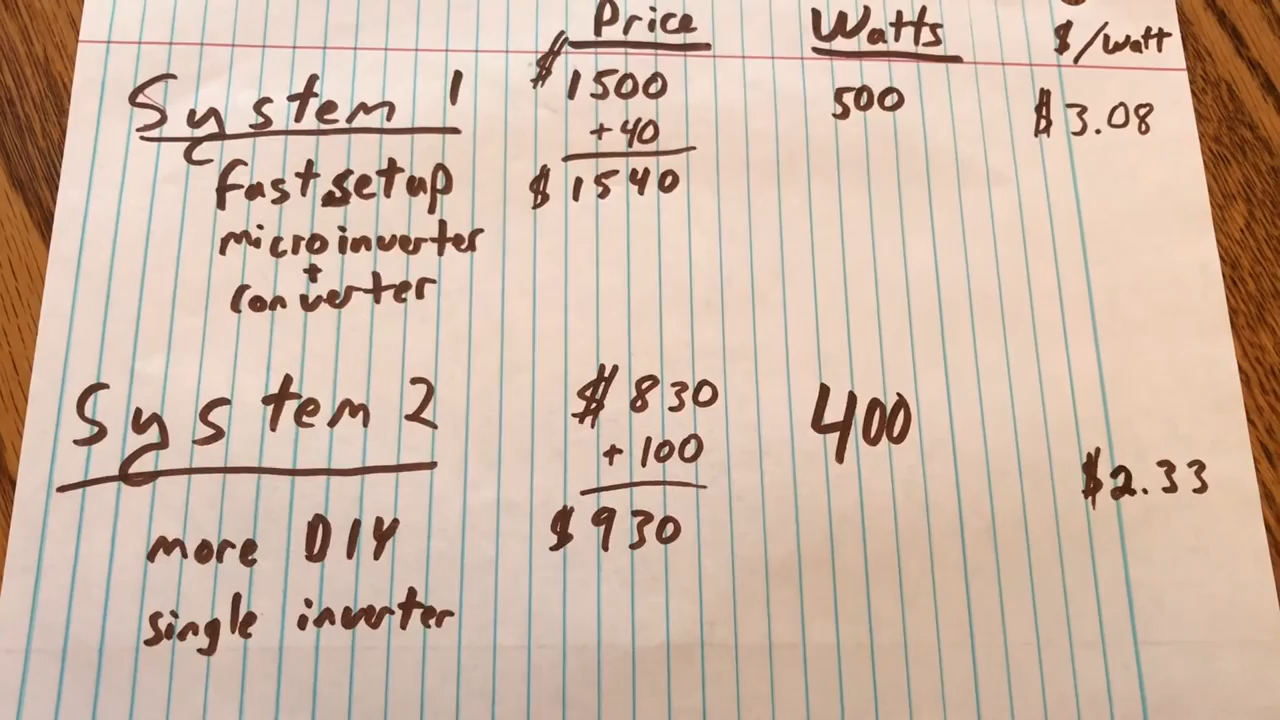 Price Watts $/watt
System 1 $1500 500 $3.08
+40
fast setup $1540
microinverter
+
converter
System 2 $830 400
+100 $2.33
more DIY $930
single inverter